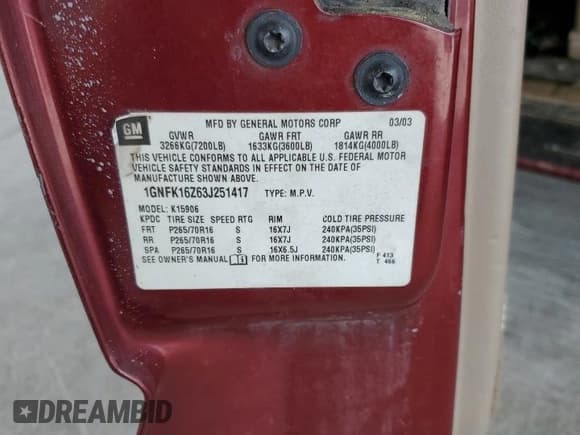 GM
MFD BY GENERAL MOTORS CORP 03/03
GVWR GAWR FRT GAWR RR
3266KG(7200LB) 1633KG(3600LB) 1814KG(4000LB)
THIS VEHICLE CONFORMS TO ALL APPLICABLE U.S. FEDERAL MOTOR
VEHICLE SAFETY STANDARDS IN EFFECT ON THE DATE OF
MANUFACTURE SHOWN ABOVE.
1GNFK16Z63J251417 TYPE: M.P.V.
MODEL: K15906
KPDC TIRE SIZE SPEED RTG RIM COLD TIRE PRESSURE
FRT P265/70R16 S 16X7J 240KPA(35PSI)
RR P265/70R16 S 16X7J 240KPA(35PSI)
SPA P265/70R16 S 16X6.5J 240KPA(35PSI)
SEE OWNER'S MANUAL FOR MORE INFORMATION.
F 413
T 466
DREAMBID